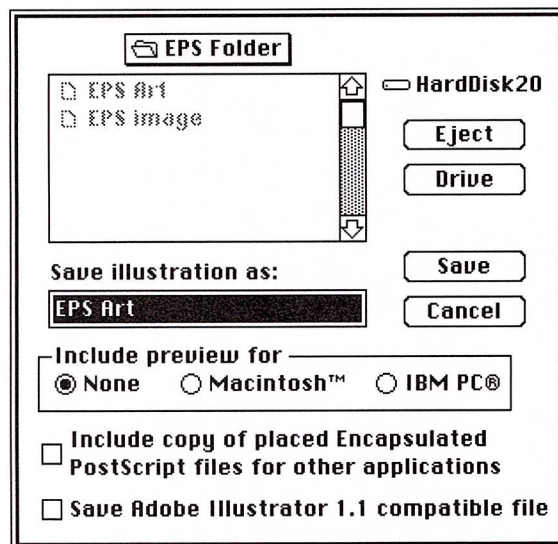 EPS Folder
EPS Art
EPS image
HardDisk20
Eject
Drive
Save illustration as:
EPS Art
Save
Cancel
Include preview for
None Macintosh™ IBM PC®
Include copy of placed Encapsulated
PostScript files for other applications
Save Adobe Illustrator 1.1 compatible file